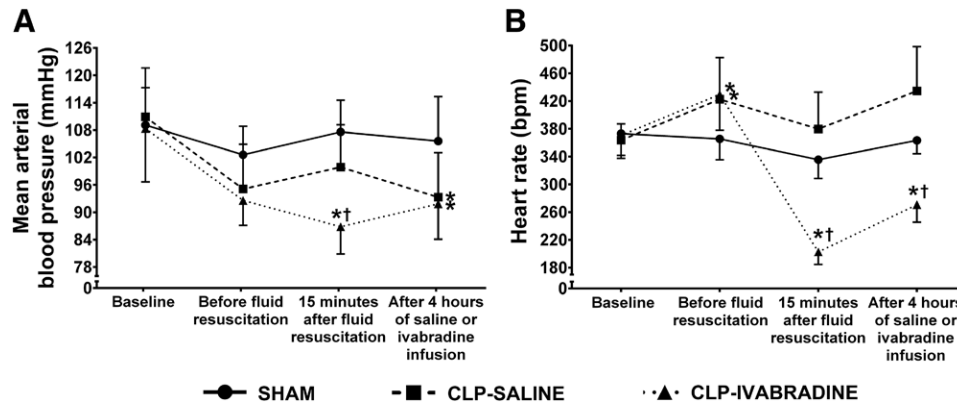 A
Mean arterial
blood pressure (mmHg)
126
120
114
108
102
96
90
84
78
0
*†
*
*
Baseline
Before fluid
resuscitation
15 minutes
after fluid
resuscitation
After 4 hours
of saline or
ivabradine
infusion
B
Heart rate (bpm)
500
460
420
380
340
300
260
220
180
0
*
*
*†
*†
Baseline
Before fluid
resuscitation
15 minutes
after fluid
resuscitation
After 4 hours
of saline or
ivabradine
infusion
SHAM
CLP-SALINE
CLP-IVABRADINE